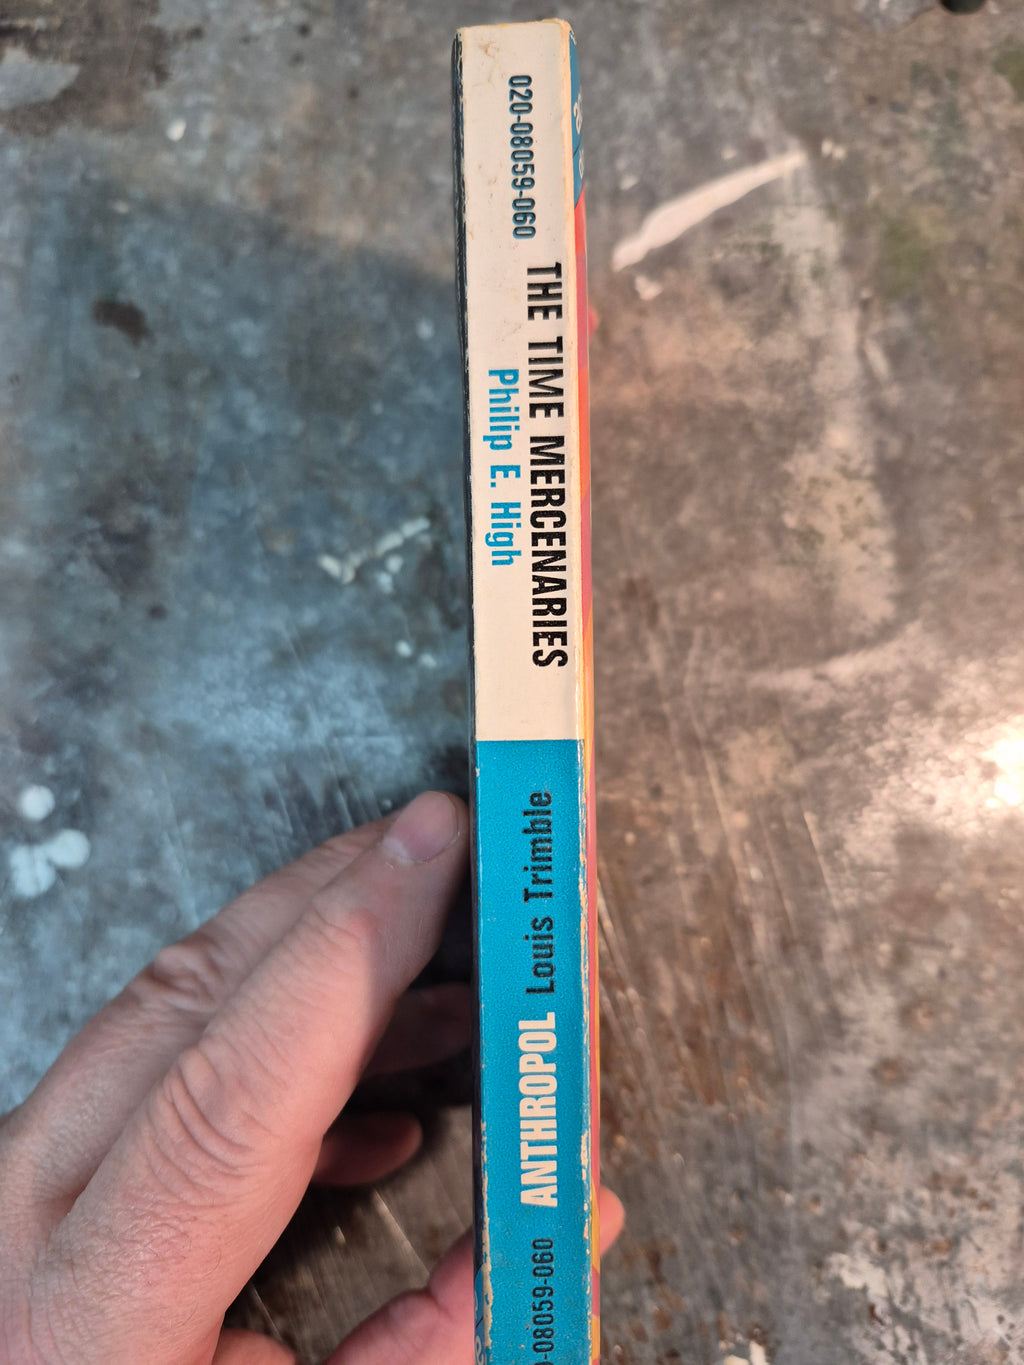 020-08059-060
THE TIME MERCENARIES
Philip E. High
ANTHROPOL Louis Trimble
-08059-060